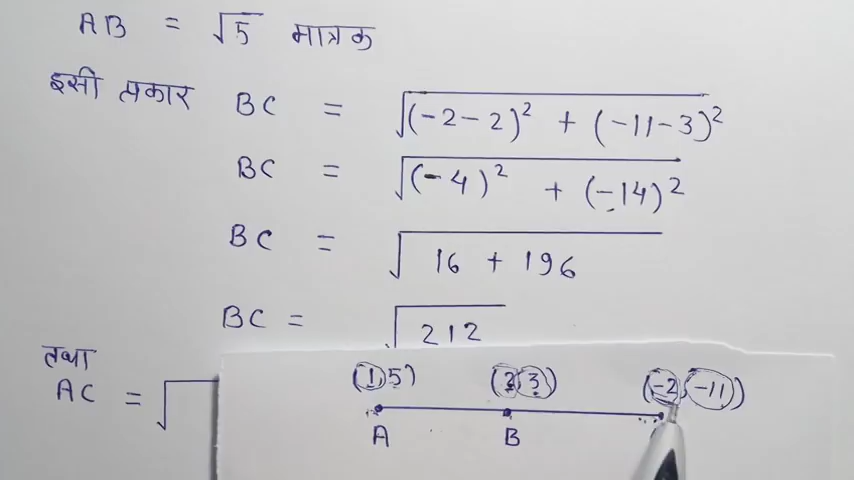 AB = √5 मात्रक
इसी प्रकार BC = √(-2-2)² + (-11-3)²
BC = √(-4)² + (-14)²
BC = √16 + 196
BC = √212
तथा
AC = √
(1,5) (2,3) (-2,-11)
A B